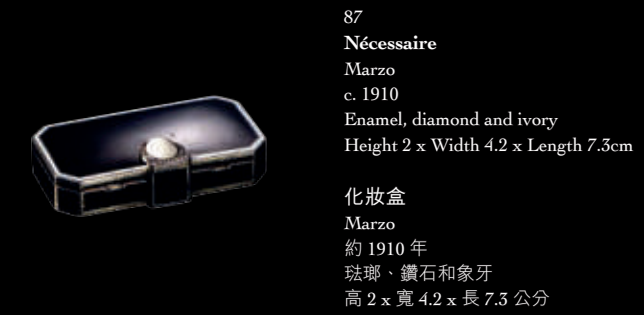 87
Nécessaire
Marzo
c. 1910
Enamel, diamond and ivory
Height 2 x Width 4.2 x Length 7.3cm
化妝盒
Marzo
約 1910 年
琺瑯、鑽石和象牙
高 2 x 寬 4.2 x 長 7.3 公分